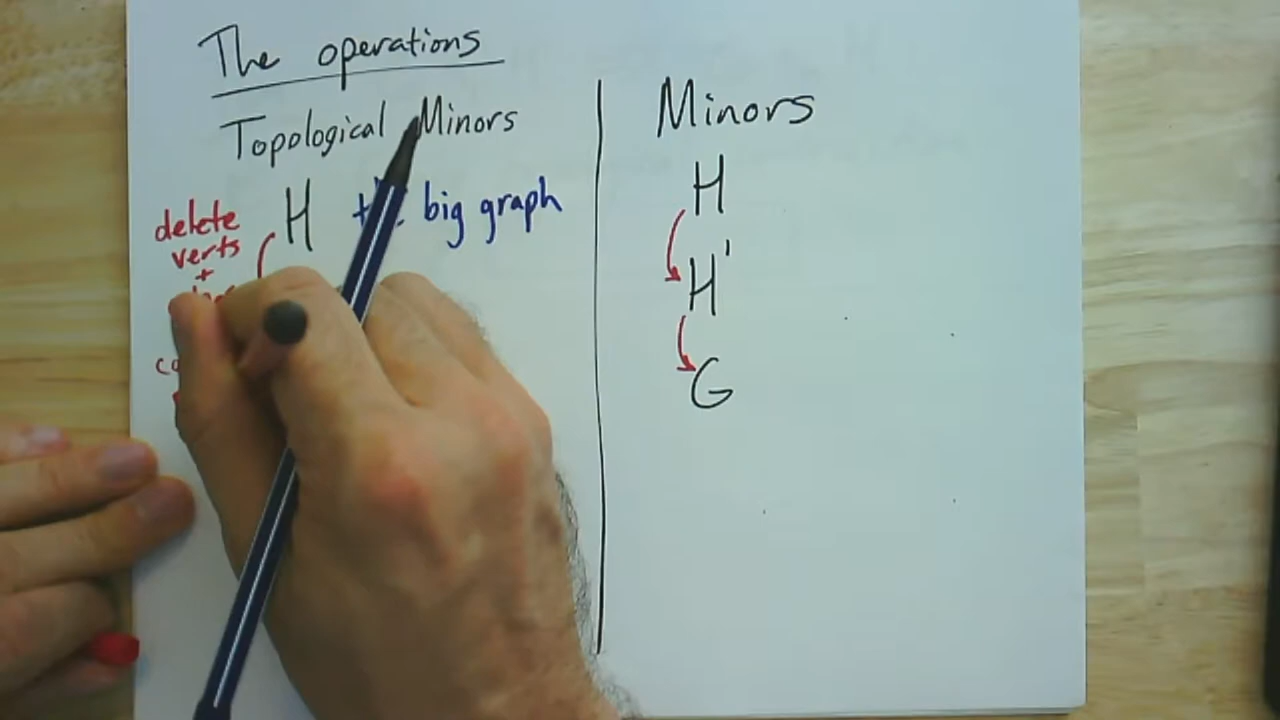 The operations
Topological Minors
H big graph
delete
verts
+
Minors
H
H'
G